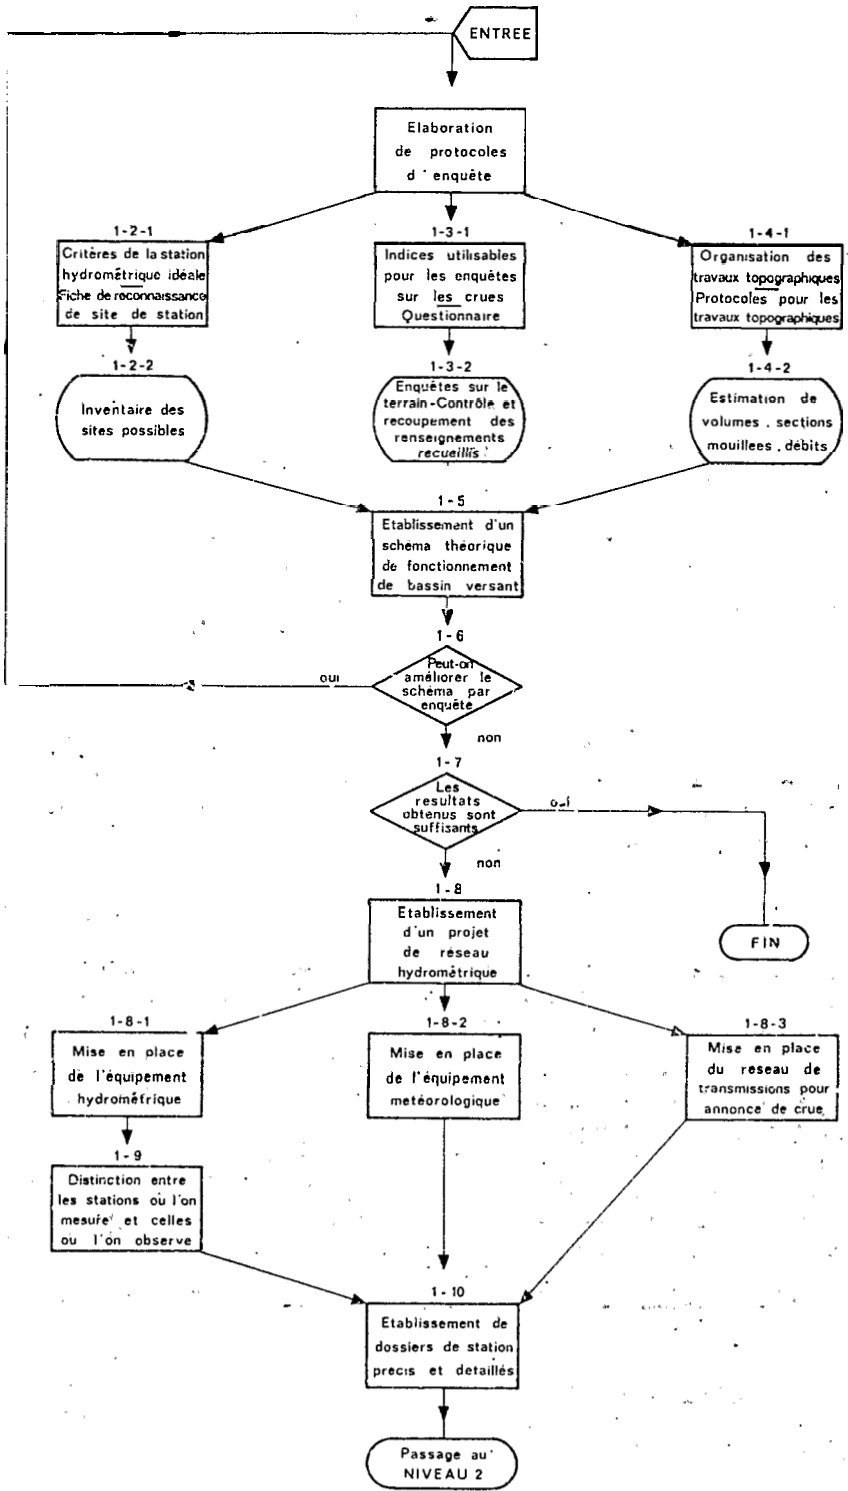 ENTREE
Elaboration
de protocoles
d'enquête
1-2-1
Critères de la station
hydrométrique idéale
Fiche de reconnaissance
de site de station
1-3-1
Indices utilisables
pour les enquêtes
sur les crues
Questionnaire
1-4-1
Organisation des
travaux topographiques
Protocoles pour les
travaux topographiques
1-2-2
Inventaire des
sites possibles
1-3-2
Enquêtes sur le
terrain-Contrôle et
recoupement des
renseignements
recueillis
1-4-2
Estimation de
volumes, sections
mouillees, débits
1-5
Etablissement d'un
schéma théorique
de fonctionnement
de bassin versant
1-6
Peut-on
améliorer le
schéma par
enquête
oui
non
1-7
Les
resultats
obtenus sont
suffisants
oui
non
FIN
1-8
Etablissement
d'un projet
de réseau
hydrométrique
1-8-1
Mise en place
de l'équipement
hydrométrique
1-8-2
Mise en place
de l'équipement
metéorologique
1-8-3
Mise en place
du reseau de
transmissions pour
annonce de crue
1-9
Distinction entre
les stations où l'on
mesure et celles
ou l'on observe
1-10
Etablissement de
dossiers de station
precis et detaillés
Passage au
NIVEAU 2